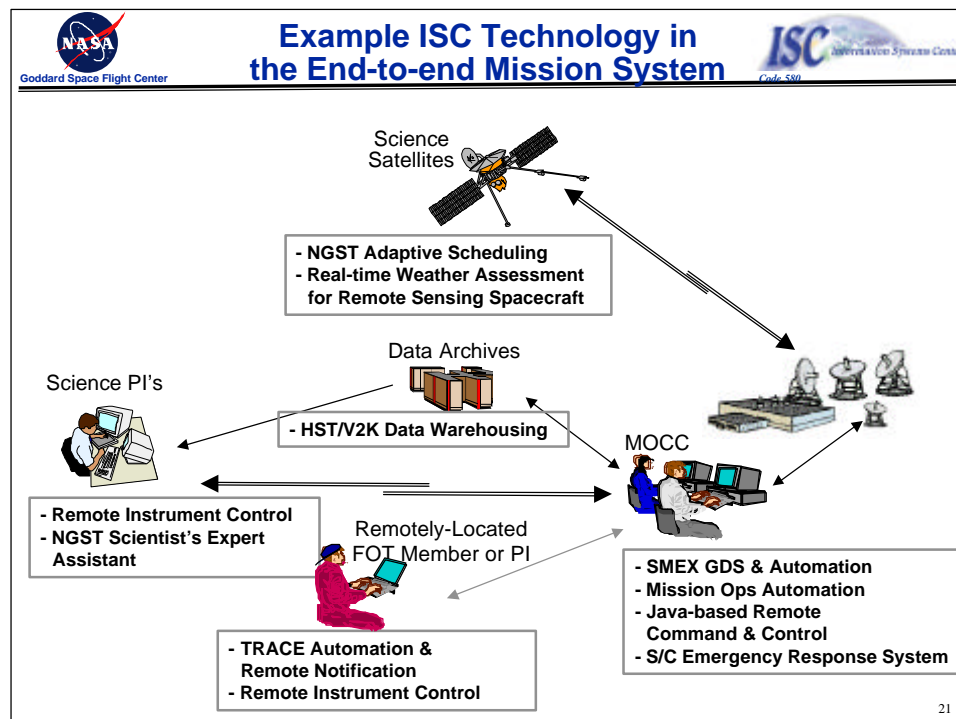 NASA
Goddard Space Flight Center
Example ISC Technology in
the End-to-end Mission System
ISC Information Systems Center
Code 580
Science
Satellites
- NGST Adaptive Scheduling
- Real-time Weather Assessment
for Remote Sensing Spacecraft
Data Archives
- HST/V2K Data Warehousing
Science PI's
- Remote Instrument Control
- NGST Scientist's Expert
Assistant
MOCC
Remotely-Located
FOT Member or PI
- TRACE Automation &
Remote Notification
- Remote Instrument Control
- SMEX GDS & Automation
- Mission Ops Automation
- Java-based Remote
Command & Control
- S/C Emergency Response System
21